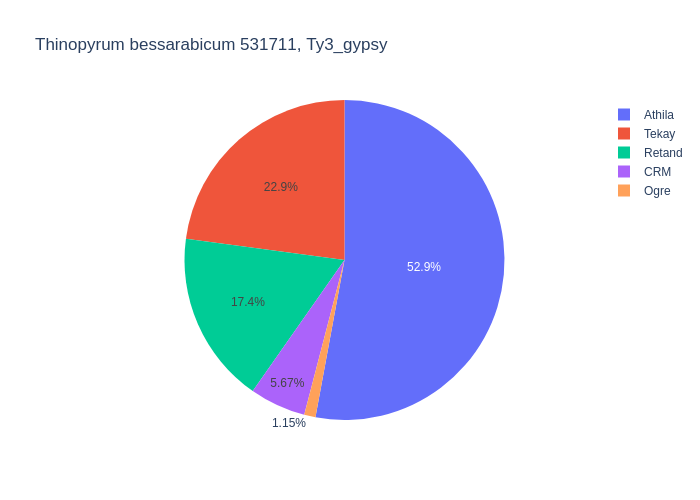 Thinopyrum bessarabicum 531711, Ty3_gypsy
Athila
Tekay
Retand
CRM
Ogre
22.9%
52.9%
17.4%
5.67%
1.15%